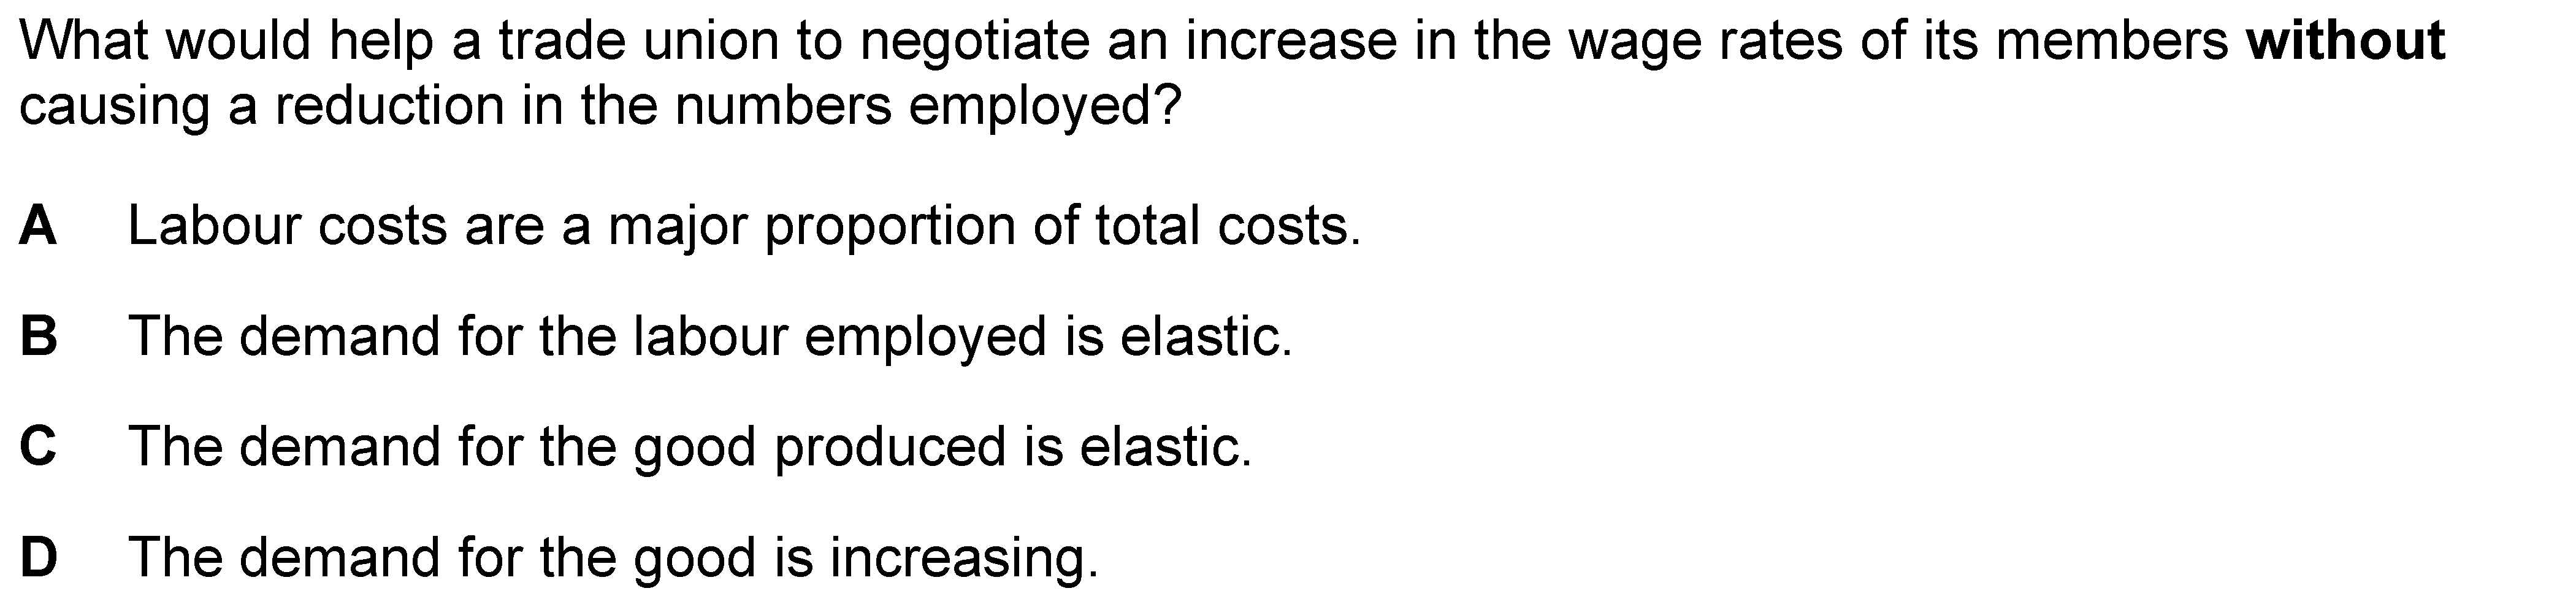 What would help a trade union to negotiate an increase in the wage rates of its members without
causing a reduction in the numbers employed?
A Labour costs are a major proportion of total costs.
B The demand for the labour employed is elastic.
C The demand for the good produced is elastic.
D The demand for the good is increasing.